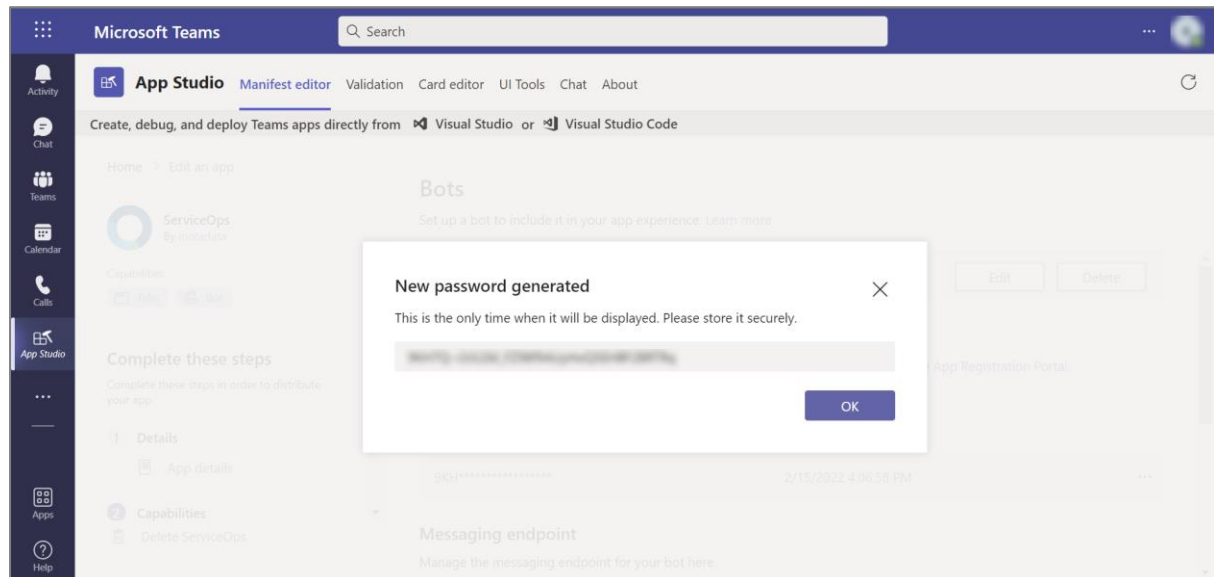 Microsoft Teams
Search
Activity
Chat
Teams
Calendar
Calls
App Studio
Apps
Help
App Studio Manifest editor Validation Card editor UI Tools Chat About
Create, debug, and deploy Teams apps directly from Visual Studio or Visual Studio Code
Home > Edit an app
ServiceOps
Capabilities
Complete these steps
Complete these steps in order to distribute
your app.
1 Details
App details
2 Capabilities
Delete ServiceOps
Bots
Set up a bot to include it in your app experience. Learn more
Edit Delete
New password generated
This is the only time when it will be displayed. Please store it securely.
OK
App Registration Portal.
2/15/2022 4:06:58 PM
Messaging endpoint
Manage the messaging endpoint for your bot here.